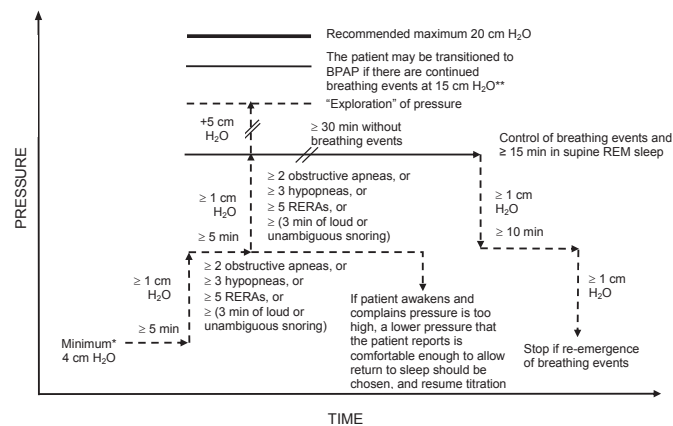 Recommended maximum 20 cm H₂O
The patient may be transitioned to
BPAP if there are continued
breathing events at 15 cm H₂O**
"Exploration" of pressure
+5 cm
H₂O
≥ 30 min without
breathing events
Control of breathing events and
≥ 15 min in supine REM sleep
PRESSURE
≥ 1 cm
H₂O
≥ 5 min
≥ 2 obstructive apneas, or
≥ 3 hypopneas, or
≥ 5 RERAs, or
≥ (3 min of loud or
unambiguous snoring)
≥ 1 cm
H₂O
≥ 10 min
≥ 1 cm
H₂O
≥ 5 min
≥ 2 obstructive apneas, or
≥ 3 hypopneas, or
≥ 5 RERAs, or
≥ (3 min of loud or
unambiguous snoring)
≥ 1 cm
H₂O
Minimum*
4 cm H₂O
If patient awakens and
complains pressure is too
high, a lower pressure that
the patient reports is
comfortable enough to allow
return to sleep should be
chosen, and resume titration
Stop if re-emergence
of breathing events
TIME